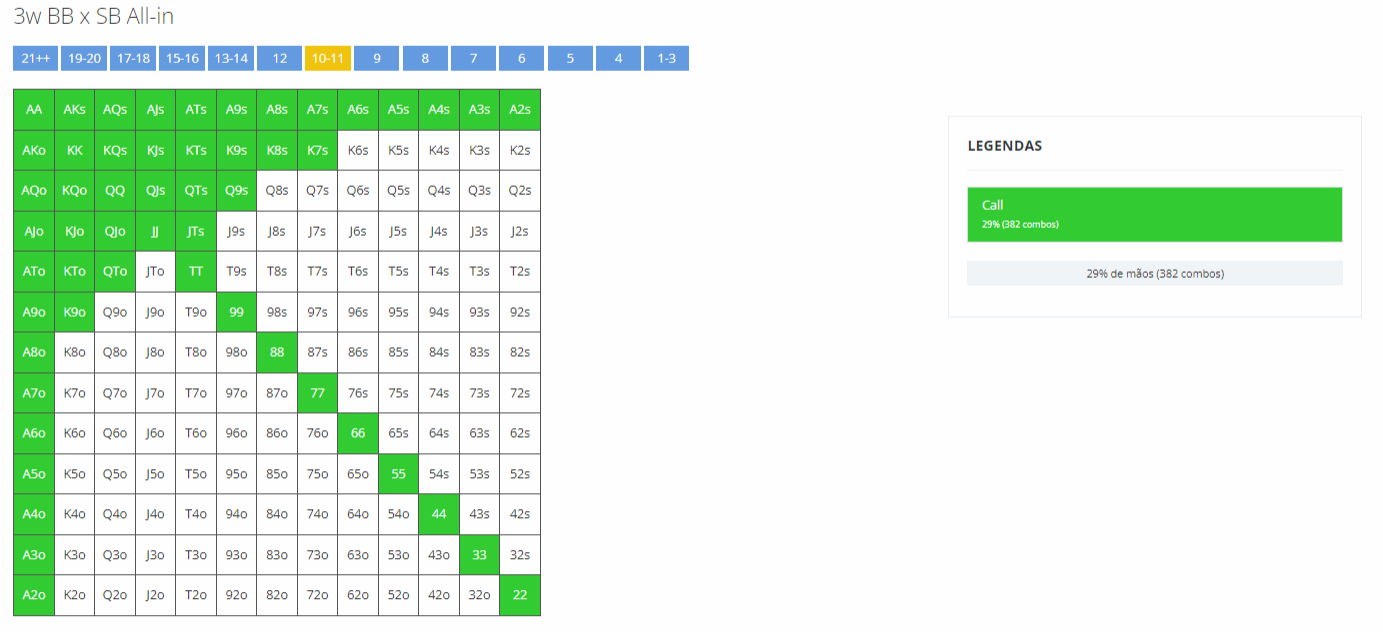 3w BB x SB All-in
21++ 19-20 17-18 15-16 13-14 12 10-11 9 8 7 6 5 4 1-3
AA AKs AQs AJs ATs A9s A8s A7s A6s A5s A4s A3s A2s
AKo KK KQs KJs KTs K9s K8s K7s K6s K5s K4s K3s K2s
AQo KQo QQ QJs QTs Q9s Q8s Q7s Q6s Q5s Q4s Q3s Q2s
AJo KJo QJo JJ JTs J9s J8s J7s J6s J5s J4s J3s J2s
ATo KTo QTo JTo TT T9s T8s T7s T6s T5s T4s T3s T2s
A9o K9o Q9o J9o T9o 99 98s 97s 96s 95s 94s 93s 92s
A8o K8o Q8o J8o T8o 98o 88 87s 86s 85s 84s 83s 82s
A7o K7o Q7o J7o T7o 97o 87o 77 76s 75s 74s 73s 72s
A6o K6o Q6o J6o T6o 96o 86o 76o 66 65s 64s 63s 62s
A5o K5o Q5o J5o T5o 95o 85o 75o 65o 55 54s 53s 52s
A4o K4o Q4o J4o T4o 94o 84o 74o 64o 54o 44 43s 42s
A3o K3o Q3o J3o T3o 93o 83o 73o 63o 53o 43o 33 32s
A2o K2o Q2o J2o T2o 92o 82o 72o 62o 52o 42o 32o 22
LEGENDAS
Call
29% (382 combos)
29% de mãos (382 combos)